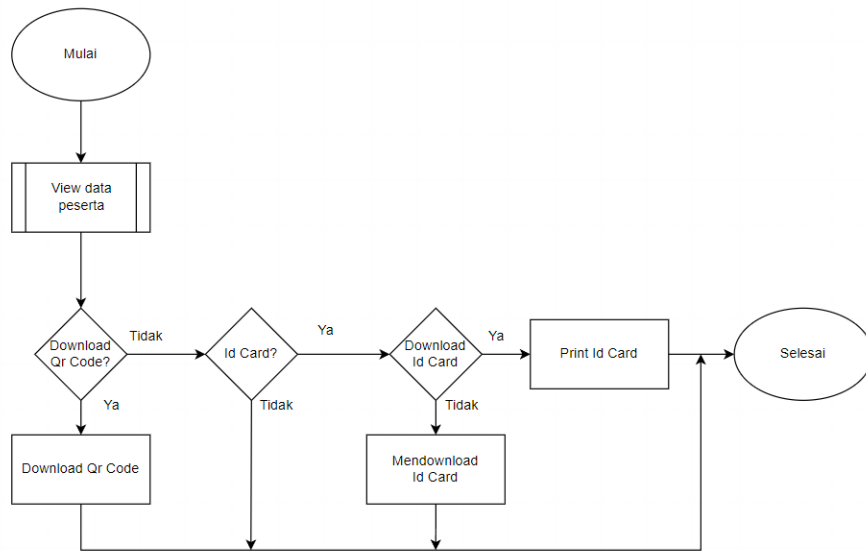 Mulai
View data
peserta
Download
Qr Code?
Tidak
Ya
Id Card?
Ya
Tidak
Download
Id Card
Ya
Tidak
Print Id Card
Selesai
Download Qr Code
Mendownload
Id Card